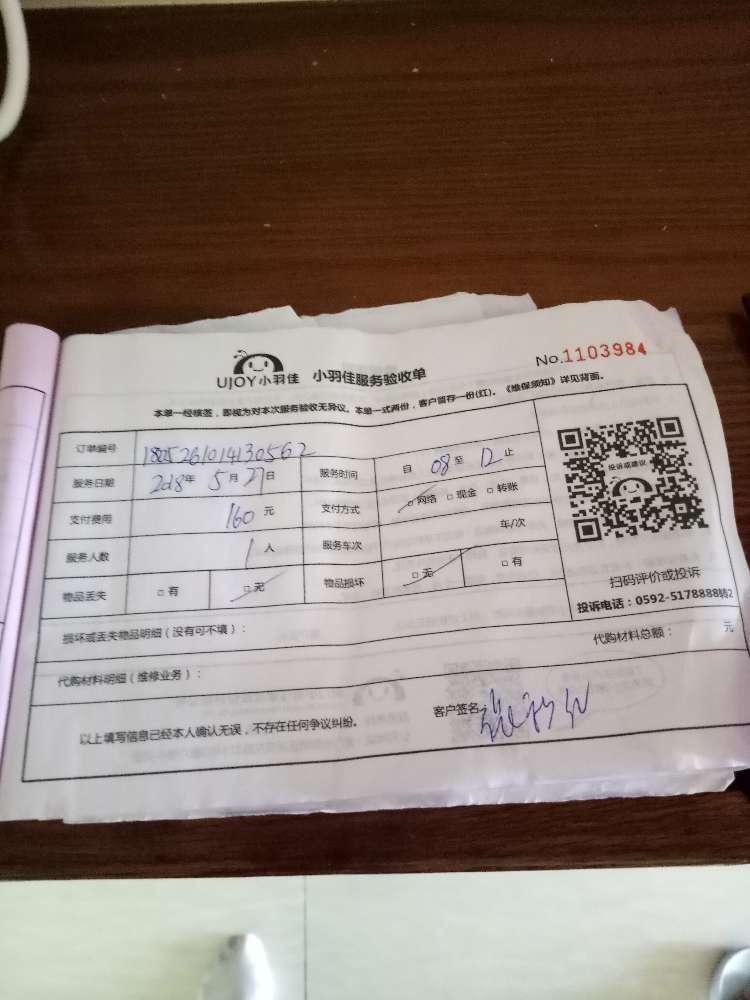 UJOY小羽佳 小羽佳服务验收单 No.1103984
本单一经核签，即视为对本次服务验收无异议。本单一式两份，客户留存一份(红)。《维保须知》详见背面。
订单编号 180526101413 0562
服务日期 2018年 5月27日 服务时间 自 08 至 12 止
支付费用 160 元 支付方式 □网络 □现金 □转账
服务人数 1 人 服务车次 车/次
物品丢失 □有 □无 物品损坏 □无 □有
投诉或建议
扫码评价或投诉
投诉电话：0592-5178888转2
损坏或丢失物品明细（没有可不填）：
代购材料明细（维修业务）： 代购材料总额： 元
以上填写信息已经本人确认无误，不存在任何争议纠纷。 客户签名